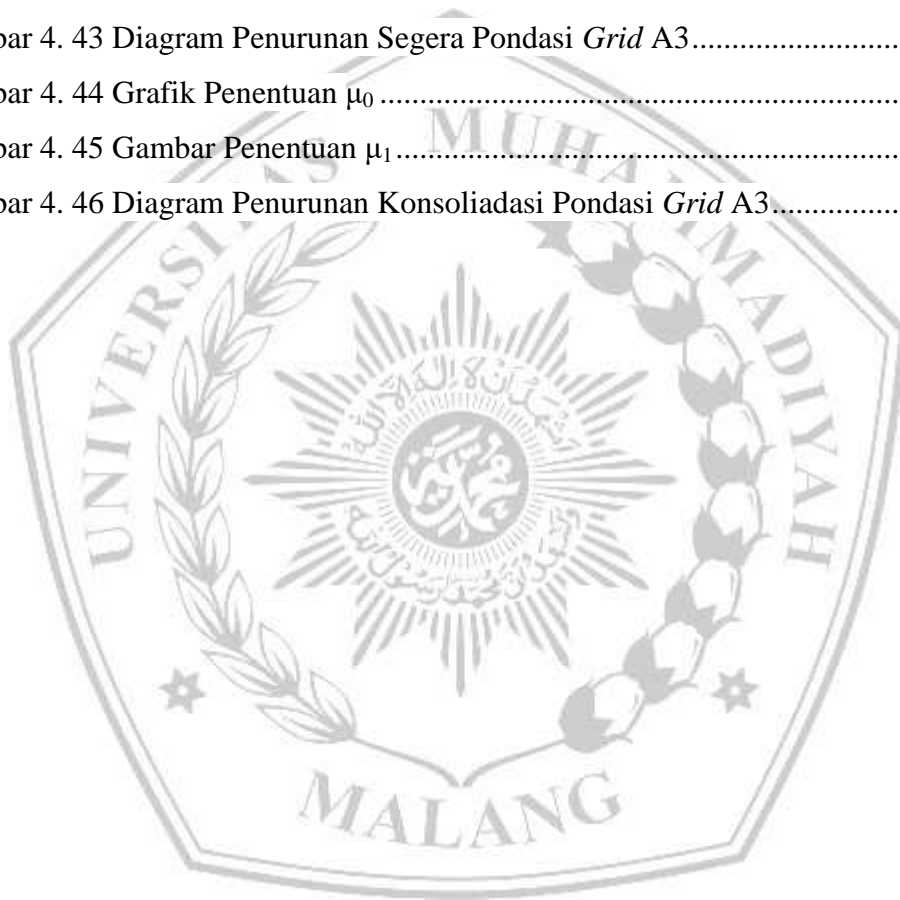 bar 4. 43 Diagram Penurunan Segera Pondasi Grid A3..........................
bar 4. 44 Grafik Penentuan μ₀ ................................................................
bar 4. 45 Gambar Penentuan μ₁ ..............................................................
bar 4. 46 Diagram Penurunan Konsoliadasi Pondasi Grid A3................
UNIVERSITAS MUHAMMADIYAH
MALANG